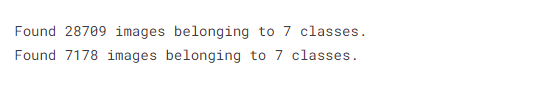 Found 28709 images belonging to 7 classes.
Found 7178 images belonging to 7 classes.